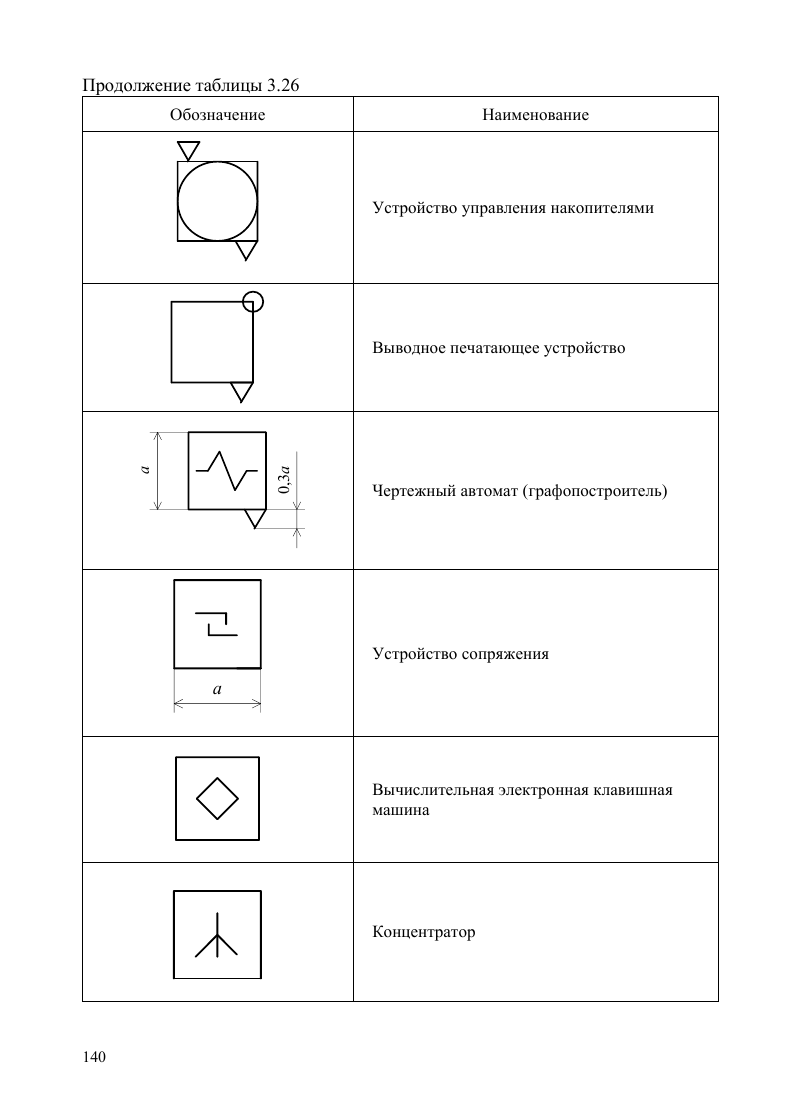 Продолжение таблицы 3.26
Обозначение
Наименование
Устройство управления накопителями
Выводное печатающее устройство
a
0,3a
Чертежный автомат (графопостроитель)
a
Устройство сопряжения
Вычислительная электронная клавишная
машина
Концентратор
140